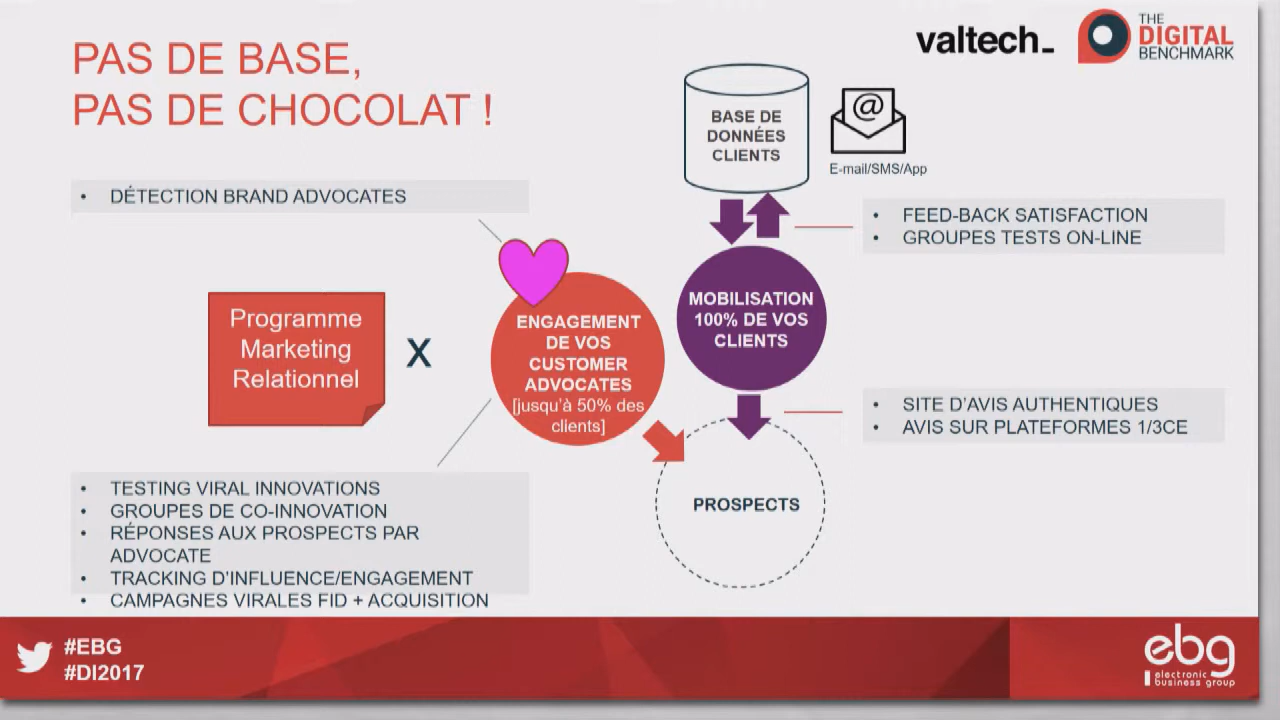 PAS DE BASE,
PAS DE CHOCOLAT !
valtech_
THE
DIGITAL
BENCHMARK
BASE DE
DONNÉES
CLIENTS
@
E-mail/SMS/App
• DÉTECTION BRAND ADVOCATES
• FEED-BACK SATISFACTION
• GROUPES TESTS ON-LINE
Programme
Marketing
Relationnel
X
ENGAGEMENT
DE VOS
CUSTOMER
ADVOCATES
[jusqu'à 50% des
clients]
MOBILISATION
100% DE VOS
CLIENTS
• SITE D'AVIS AUTHENTIQUES
• AVIS SUR PLATEFORMES 1/3CE
PROSPECTS
• TESTING VIRAL INNOVATIONS
• GROUPES DE CO-INNOVATION
• RÉPONSES AUX PROSPECTS PAR
ADVOCATE
• TRACKING D'INFLUENCE/ENGAGEMENT
• CAMPAGNES VIRALES FID + ACQUISITION
#EBG
#DI2017
ebg
electronic
business group